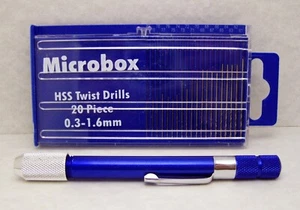 Microbox
HSS Twist Drills
20 Piece
0.3-1.6mm